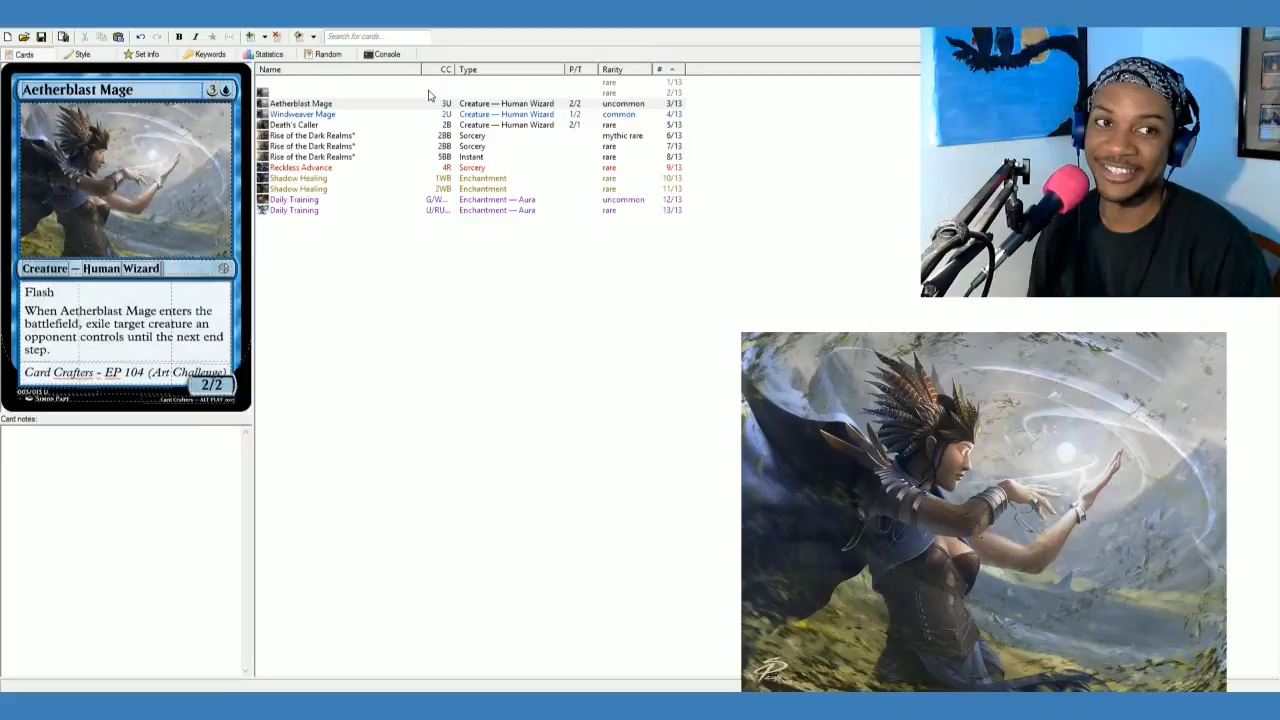 Search for cards...
Cards Style Set info Keywords Statistics Random Console
Name CC Type P/T Rarity #
rare 1/13
rare 2/13
Aetherblast Mage 3U Creature — Human Wizard 2/2 uncommon 3/13
Windweaver Mage 2U Creature — Human Wizard 1/2 common 4/13
Death's Caller 2B Creature — Human Wizard 2/1 rare 5/13
Rise of the Dark Realms* 2BB Sorcery mythic rare 6/13
Rise of the Dark Realms* 2BB Sorcery rare 7/13
Rise of the Dark Realms* 5BB Instant rare 8/13
Reckless Advance 4R Sorcery rare 9/13
Shadow Healing 1WB Enchantment rare 10/13
Shadow Healing 2WB Enchantment rare 11/13
Daily Training G/W... Enchantment — Aura uncommon 12/13
Daily Training U/RU... Enchantment — Aura rare 13/13
Aetherblast Mage 3
Creature — Human Wizard
Flash
When Aetherblast Mage enters the
battlefield, exile target creature an
opponent controls until the next end
step.
Card Crafters - EP 104 (Art Challenge)
2/2
003/013 U
Card notes: